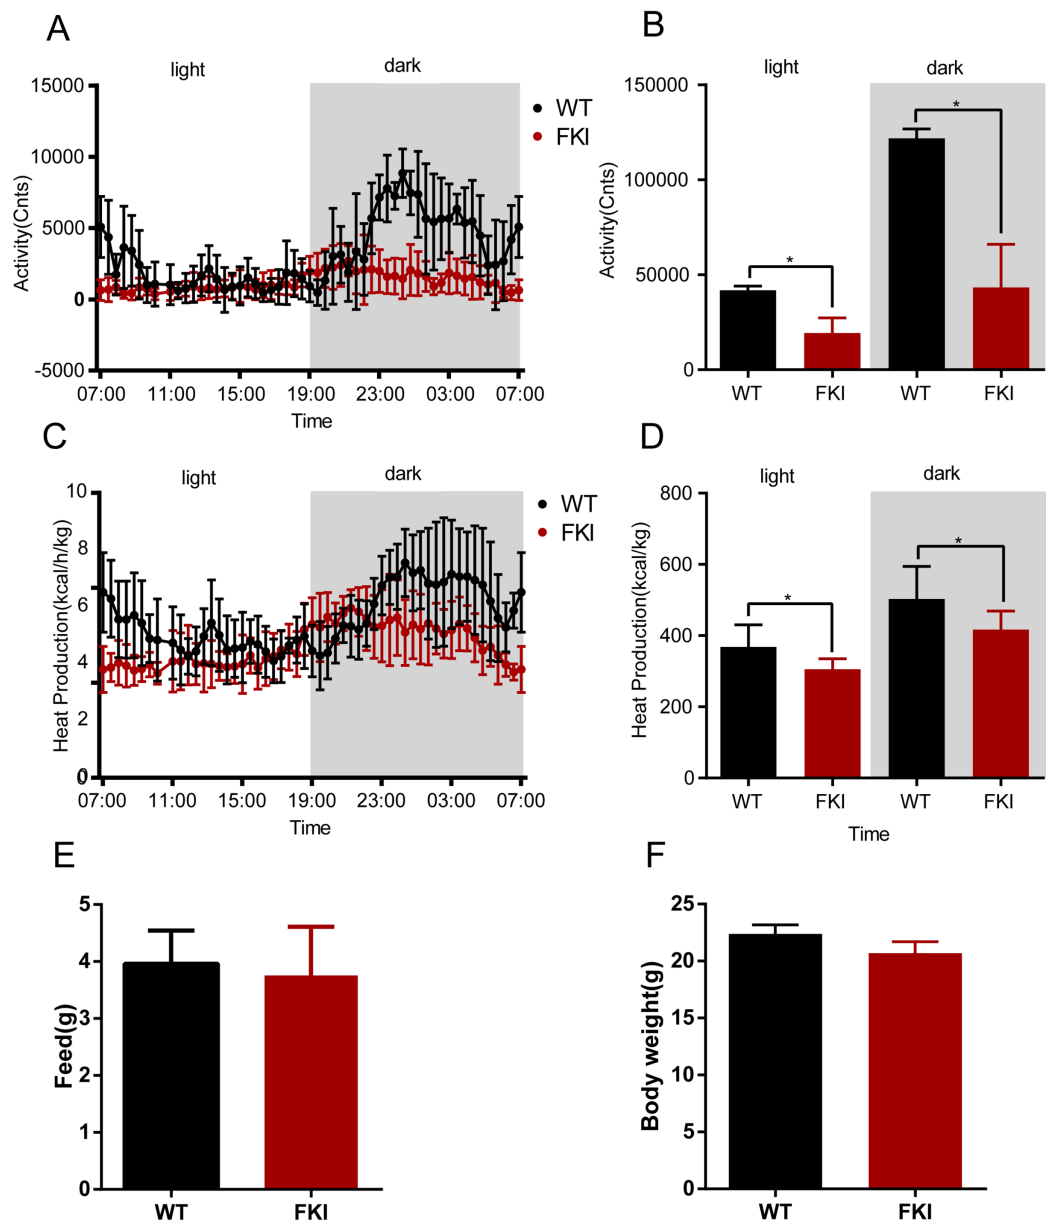 A
light
dark
15000
10000
5000
0
-5000
Activity(Cnts)
WT
FKI
07:00 11:00 15:00 19:00 23:00 03:00 07:00
Time
B
light
dark
150000
100000
50000
0
Activity(Cnts)
*
*
WT FKI WT FKI
C
light
dark
10
8
6
4
2
0
0
Heat Production(kcal/h/kg)
WT
FKI
07:00 11:00 15:00 19:00 23:00 03:00 07:00
Time
D
light
dark
800
600
400
200
0
Heat Production(kcal/kg)
*
*
WT FKI WT FKI
Time
E
5
4
3
2
1
0
Feed(g)
WT FKI
F
25
20
15
10
5
0
Body weight(g)
WT FKI